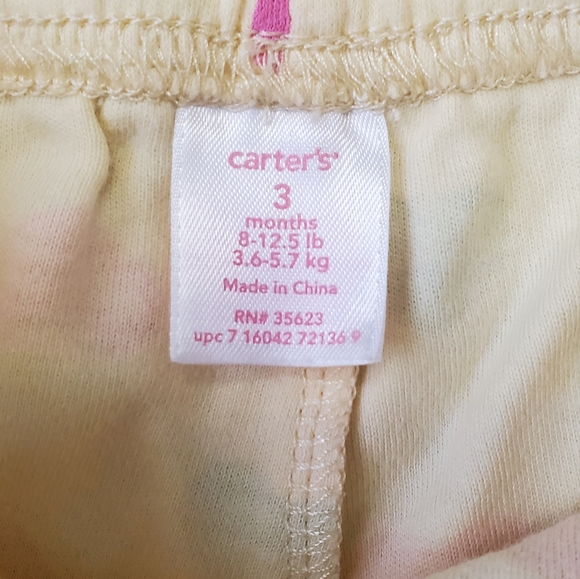 carter's
3
months
8-12.5 lb
3.6-5.7 kg
Made in China
RN# 35623
upc 7 16042 72136 9